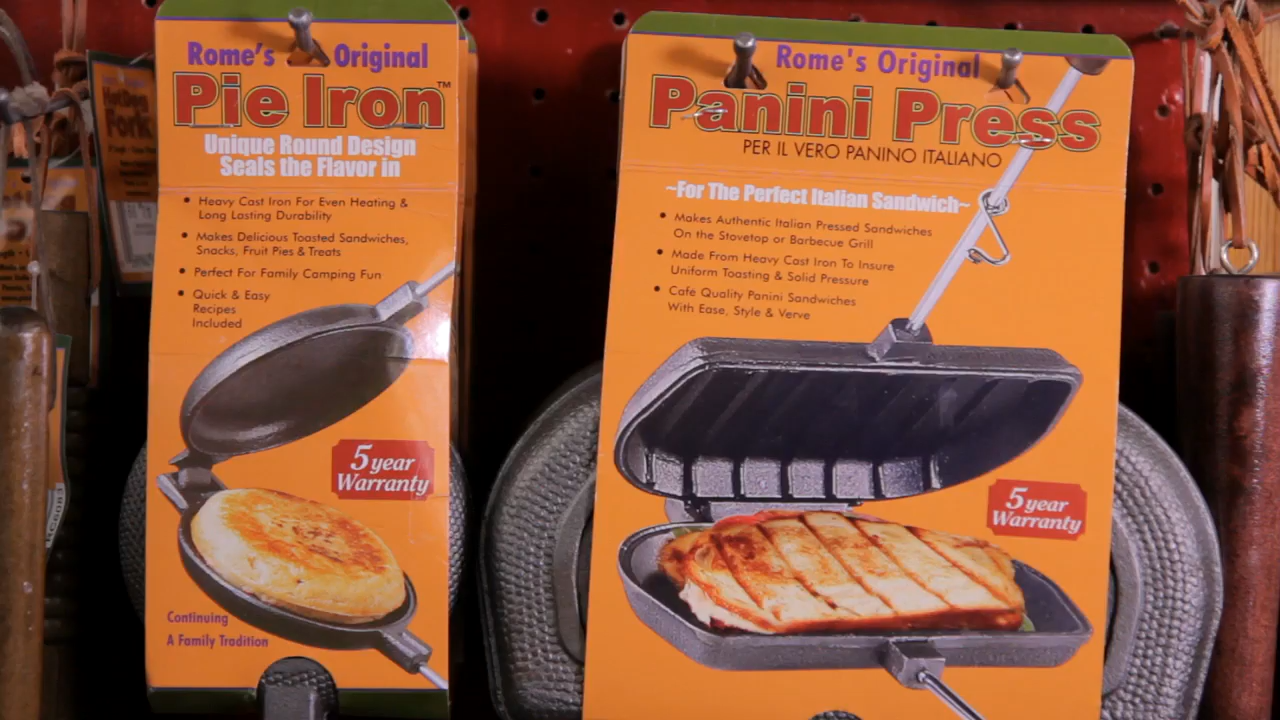 Rome's Original
Pie Iron™
Unique Round Design
Seals the Flavor in
• Heavy Cast Iron For Even Heating &
Long Lasting Durability
• Makes Delicious Toasted Sandwiches,
Snacks, Fruit Pies & Treats
• Perfect For Family Camping Fun
• Quick & Easy
Recipes
Included
5 year
Warranty
Continuing
A Family Tradition
Rome's Original
Panini Press
PER IL VERO PANINO ITALIANO
~For The Perfect Italian Sandwich~
• Makes Authentic Italian Pressed Sandwiches
On the Stovetop or Barbecue Grill
• Made From Heavy Cast Iron To Insure
Uniform Toasting & Solid Pressure
• Café Quality Panini Sandwiches
With Ease, Style & Verve
5 year
Warranty
Fork